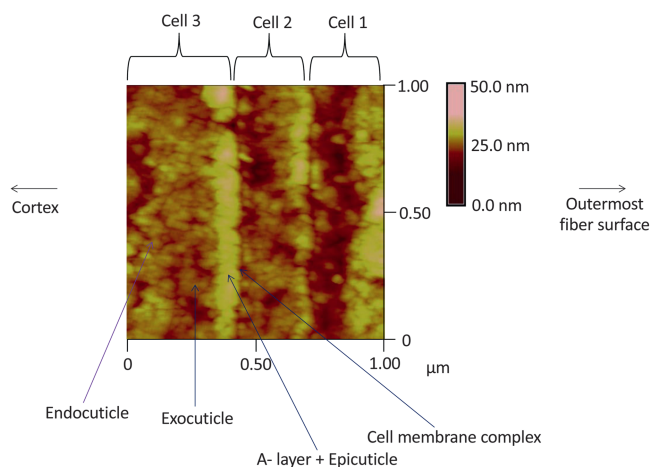 Cell 3
Cell 2
Cell 1
1.00
50.0 nm
25.0 nm
0.0 nm
Cortex
0.50
Outermost
fiber surface
0
0
0.50
1.00
μm
Endocuticle
Exocuticle
Cell membrane complex
A- layer + Epicuticle